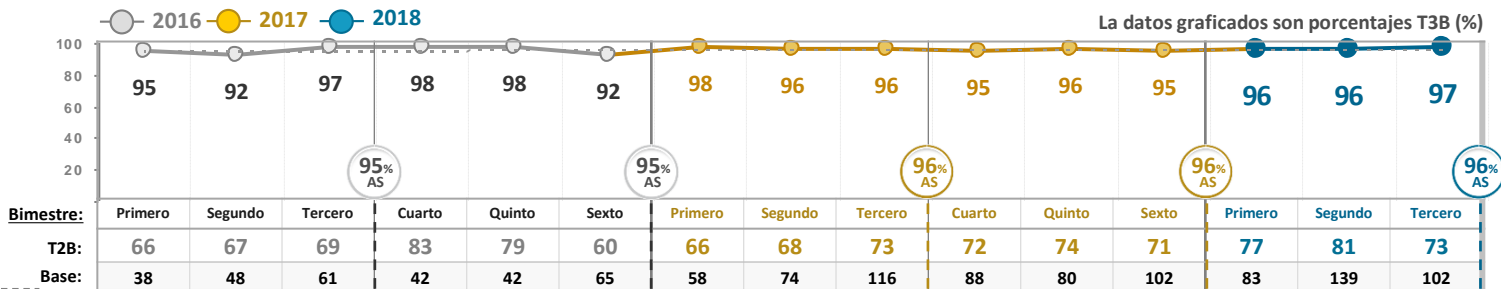 2016 2017 2018
La datos graficados son porcentajes T3B (%)
100
80
60
40
20
95 92 97 98 98 92 98 96 96 95 96 95 96 96 97
95% AS 95% AS 96% AS 96% AS 96% AS
Bimestre: Primero Segundo Tercero Cuarto Quinto Sexto Primero Segundo Tercero Cuarto Quinto Sexto Primero Segundo Tercero
T2B: 66 67 69 83 79 60 66 68 73 72 74 71 77 81 73
Base: 38 48 61 42 42 65 58 74 116 88 80 102 83 139 102